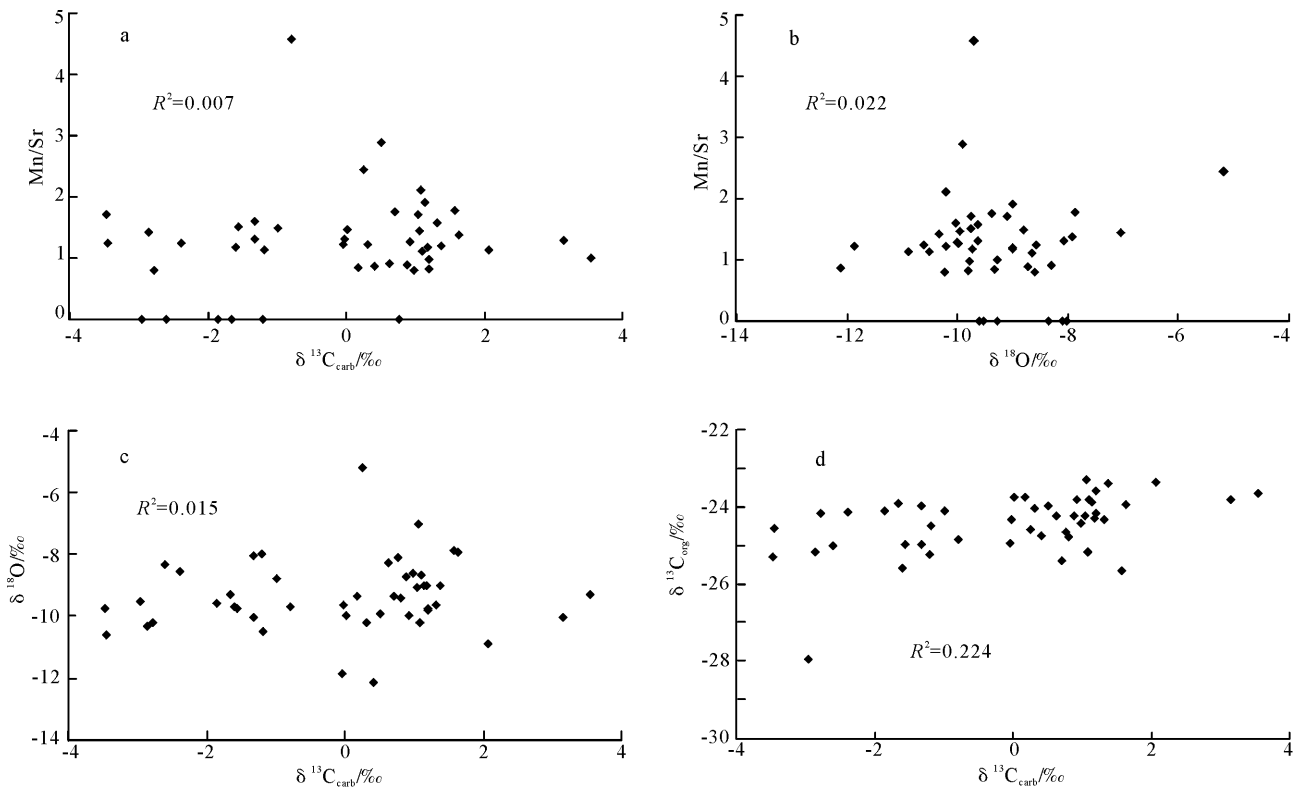 a
R²=0.007
Mn/Sr
5
4
3
2
1
0
-4
-2
0
2
4
δ ¹³C_carb/‰
b
R²=0.022
Mn/Sr
5
4
3
2
1
0
-14
-12
-10
-8
-6
-4
δ ¹⁸O/‰
c
R²=0.015
δ ¹⁸O/‰
-4
-6
-8
-10
-12
-14
-4
-2
0
2
4
δ ¹³C_carb/‰
d
R²=0.224
δ ¹³C_org/‰
-22
-24
-26
-28
-30
-4
-2
0
2
4
δ ¹³C_carb/‰